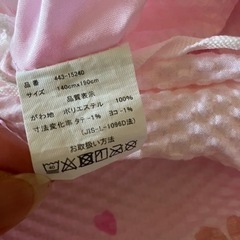 品番 443-15240
サイズ 140cm×190cm
品質表示
がわ地 ポリエステル 100%
寸法変化率 タテ-1% ヨコ-1%
(JIS-L-1096D法)
お取扱い方法
40